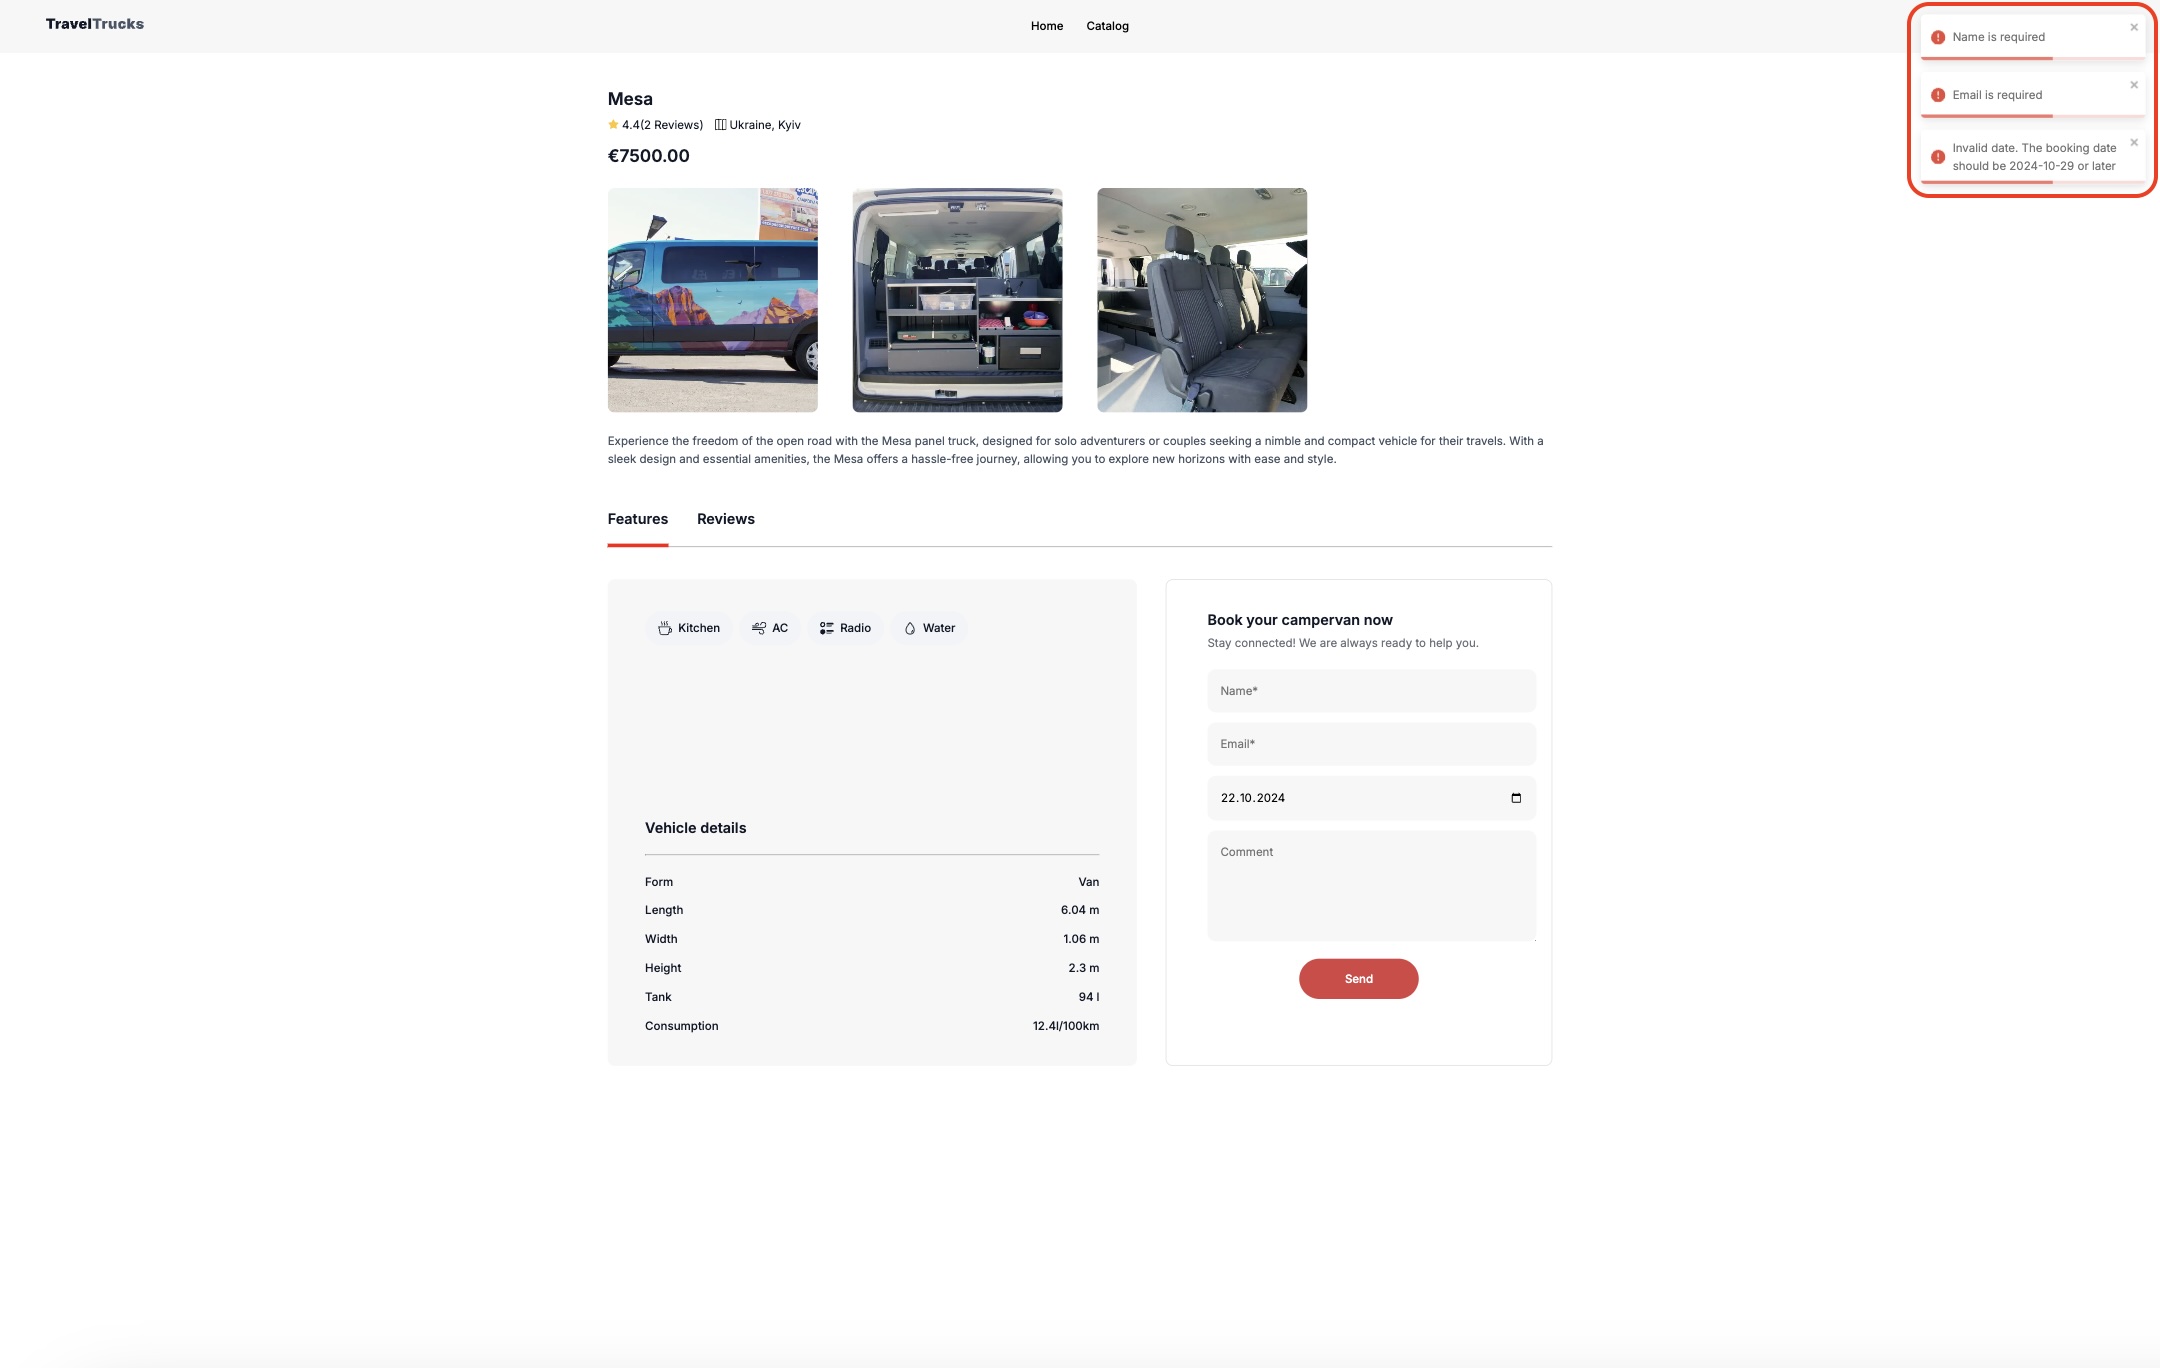 TravelTrucks
Home
Catalog
Name is required
Email is required
Invalid date. The booking date
should be 2024-10-29 or later
Mesa
4.4(2 Reviews)
Ukraine, Kyiv
€7500.00
Experience the freedom of the open road with the Mesa panel truck, designed for solo adventurers or couples seeking a nimble and compact vehicle for their travels. With a
sleek design and essential amenities, the Mesa offers a hassle-free journey, allowing you to explore new horizons with ease and style.
Features
Reviews
Kitchen
AC
Radio
Water
Vehicle details
Form
Van
Length
6.04 m
Width
1.06 m
Height
2.3 m
Tank
94 l
Consumption
12.4l/100km
Book your campervan now
Stay connected! We are always ready to help you.
Name*
Email*
22.10.2024
Comment
Send